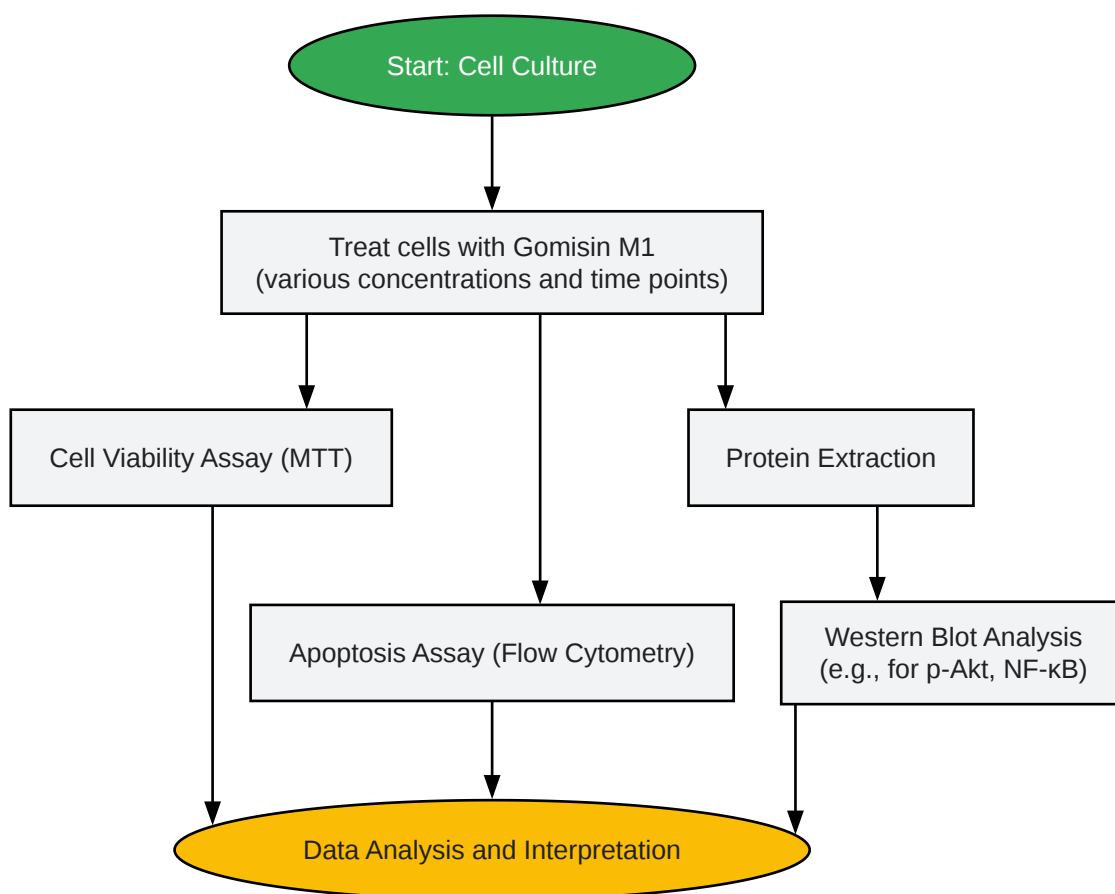 Start: Cell Culture
Treat cells with Gomisin M1
(various concentrations and time points)
Cell Viability Assay (MTT)
Protein Extraction
Apoptosis Assay (Flow Cytometry)
Western Blot Analysis
(e.g., for p-Akt, NF-κB)
Data Analysis and Interpretation